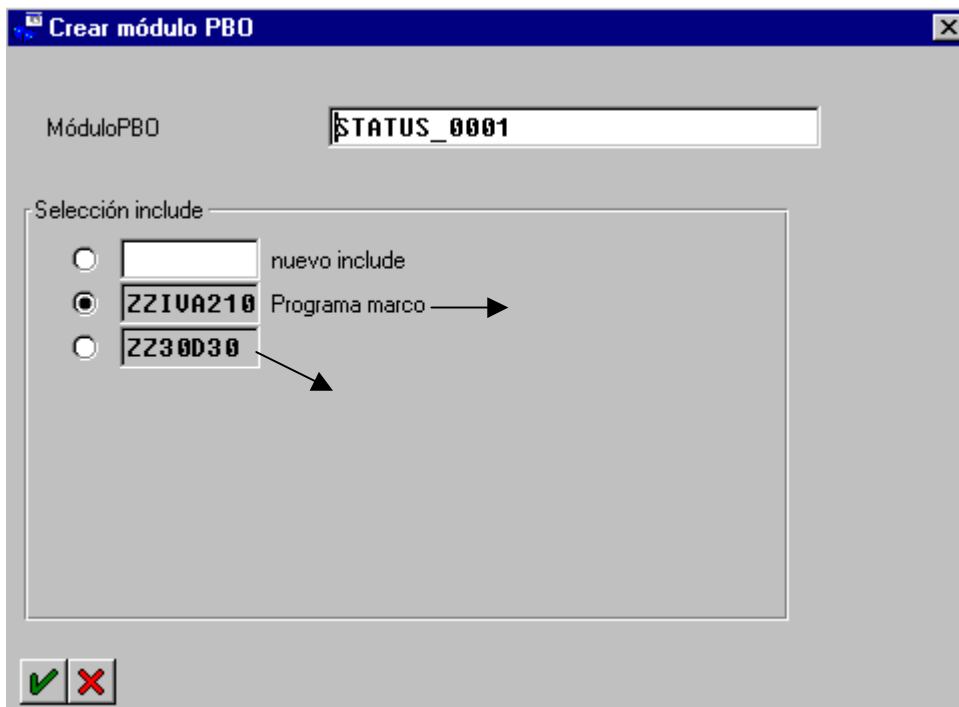 Crear módulo PBO
MóduloPBO STATUS_0001
Selección include
nuevo include
ZZIVA210 Programa marco
ZZ30D30